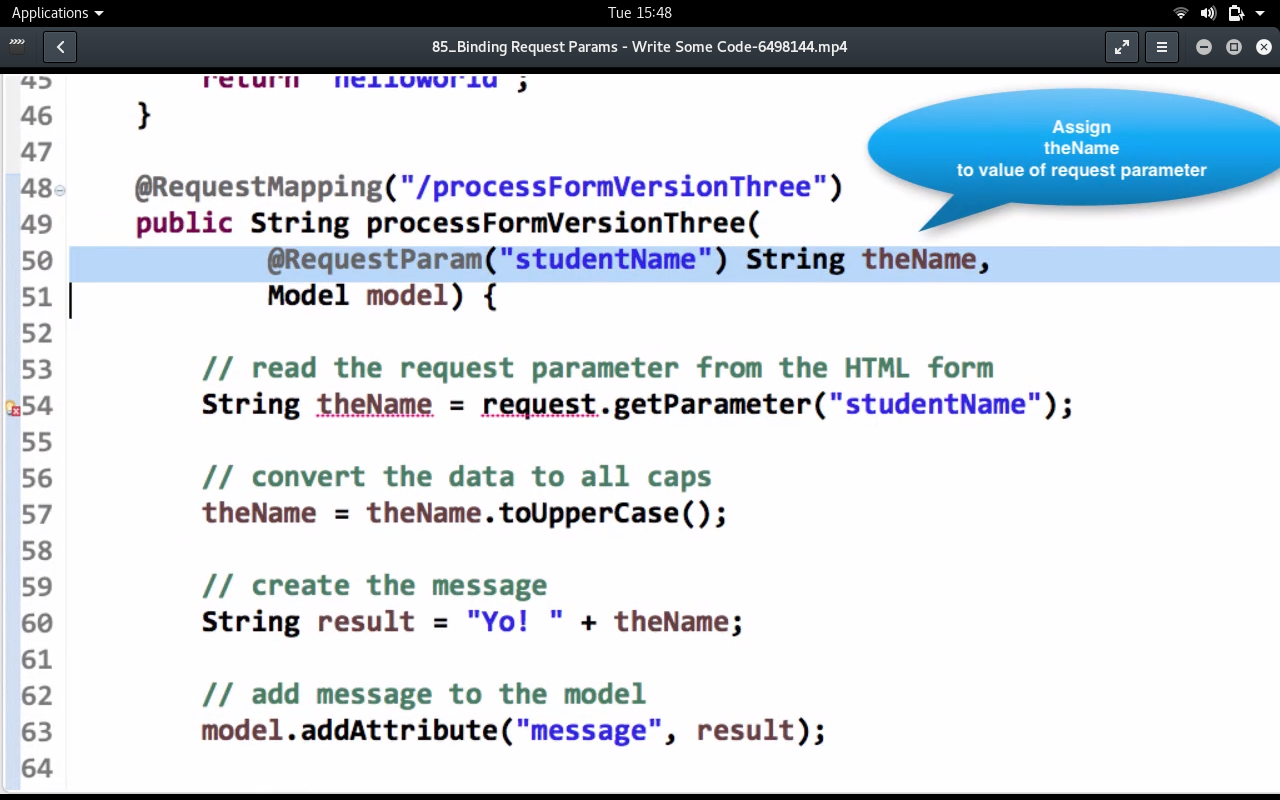 Applications
Tue 15:48
85_Binding Request Params - Write Some Code-6498144.mp4
45 return "helloworld";
46 }
47
48 @RequestMapping("/processFormVersionThree")
49 public String processFormVersionThree(
50 @RequestParam("studentName") String theName,
51 Model model) {
52
53 // read the request parameter from the HTML form
54 String theName = request.getParameter("studentName");
55
56 // convert the data to all caps
57 theName = theName.toUpperCase();
58
59 // create the message
60 String result = "Yo! " + theName;
61
62 // add message to the model
63 model.addAttribute("message", result);
64
Assign
theName
to value of request parameter